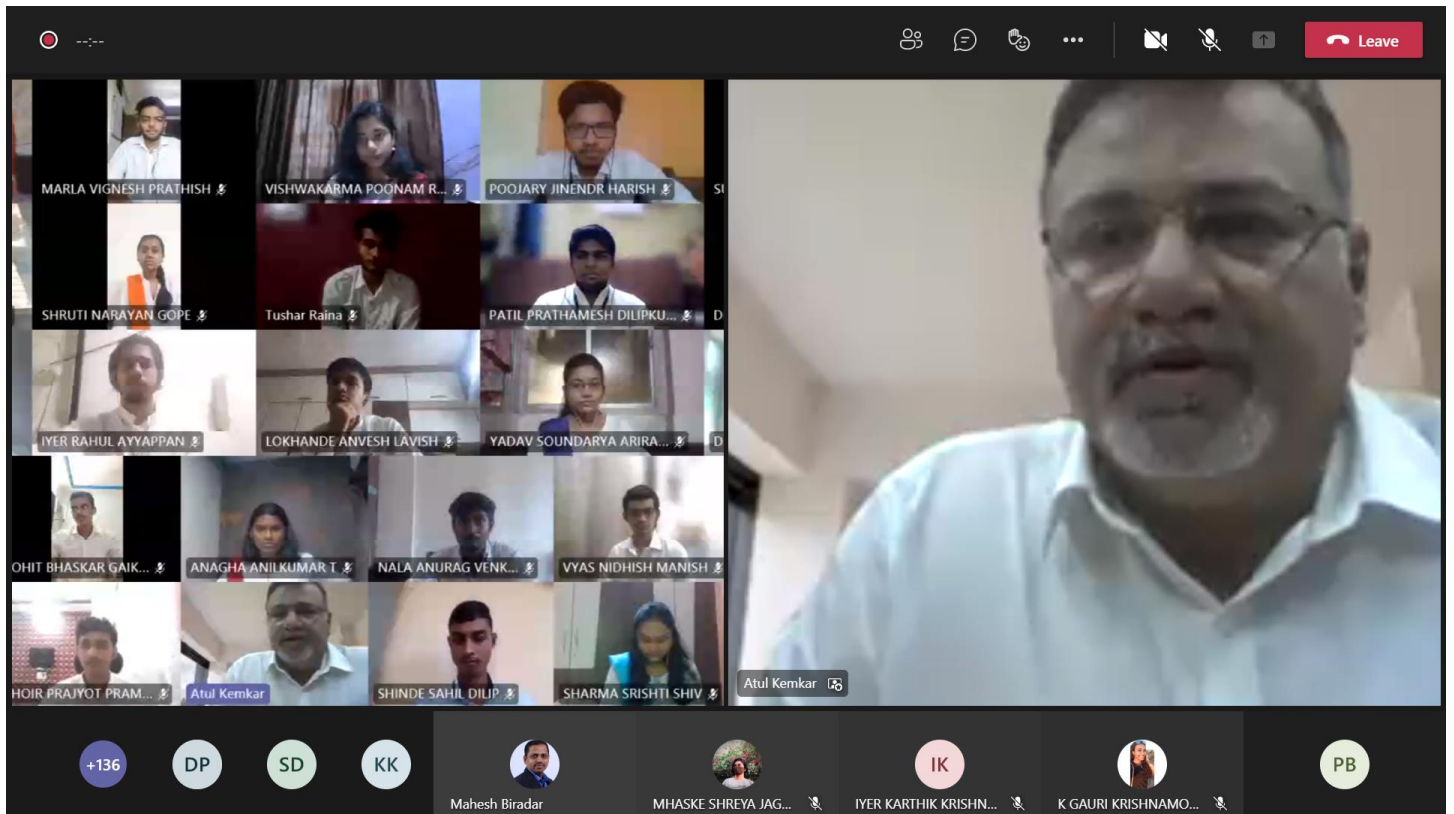 --:--
Leave
MARLA VIGNESH PRATHISH
VISHWAKARMA POONAM R...
POOJARY JINENDR HARISH
SU
SHRUTI NARAYAN GOPE
Tushar Raina
PATIL PRATHAMESH DILIPKU...
D
IYER RAHUL AYYAPPAN
LOKHANDE ANVESH LAVISH
YADAV SOUNDARYA ARIRA...
D
OHIT BHASKAR GAIK...
ANAGHA ANILKUMAR T
NALA ANURAG VENK...
VYAS NIDHISH MANISH
HOIR PRAJYOT PRAM...
Atul Kemkar
SHINDE SAHIL DILIP
SHARMA SRISHTI SHIV
Atul Kemkar
+136
DP
SD
KK
Mahesh Biradar
MHASKE SHREYA JAG...
IK
IYER KARTHIK KRISHN...
K GAURI KRISHNAMO...
PB